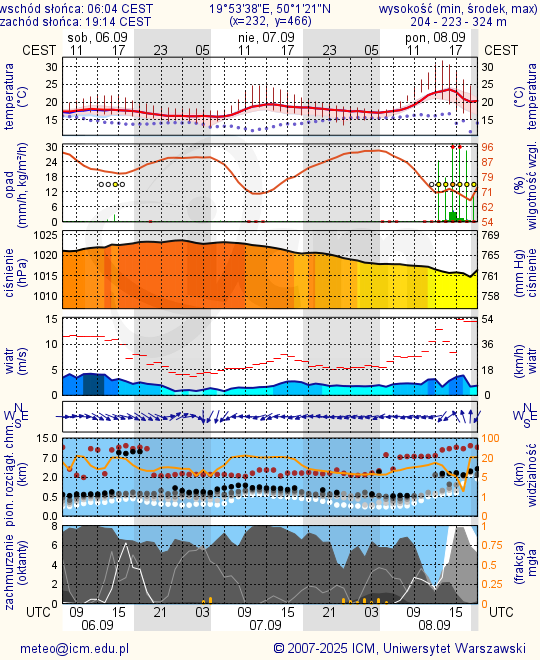 wschód słońca: 06:04 CEST 19°53'38"E, 50°1'21"N wysokość (min, środek, max)
zachód słońca: 19:14 CEST (x=232, y=466) 204 - 223 - 324 m
sob, 06.09 nie, 07.09 pon, 08.09
CEST 11 17 23 05 11 17 23 05 11 17 CEST
temperatura (°C) 30 25 20 15 30 25 20 15 (°C) temperatura
opad (mm/h, kg/m²/h) 30 24 18 12 6 0 96 88 79 71 62 54 (%) wilgotność wzgl.
ciśnienie (hPa) 1025 1020 1015 1010 769 765 761 758 (mm Hg) ciśnienie
wiatr (m/s) 15 10 5 0 54 36 18 0 (km/h) wiatr
N W E S N W E S
pion. rozciągł. chm. (km) 15.0 7.0 2.0 0.5 0.0 100 20 5 1 0 (km) widzialność
zachmurzenie (oktanty) 8 6 4 2 0 1 0.75 0.5 0.25 0 (frakcja) mgła
UTC 09 15 21 03 09 15 21 03 09 15 UTC
06.09 07.09 08.09
meteo@icm.edu.pl © 2007-2025 ICM, Uniwersytet Warszawski